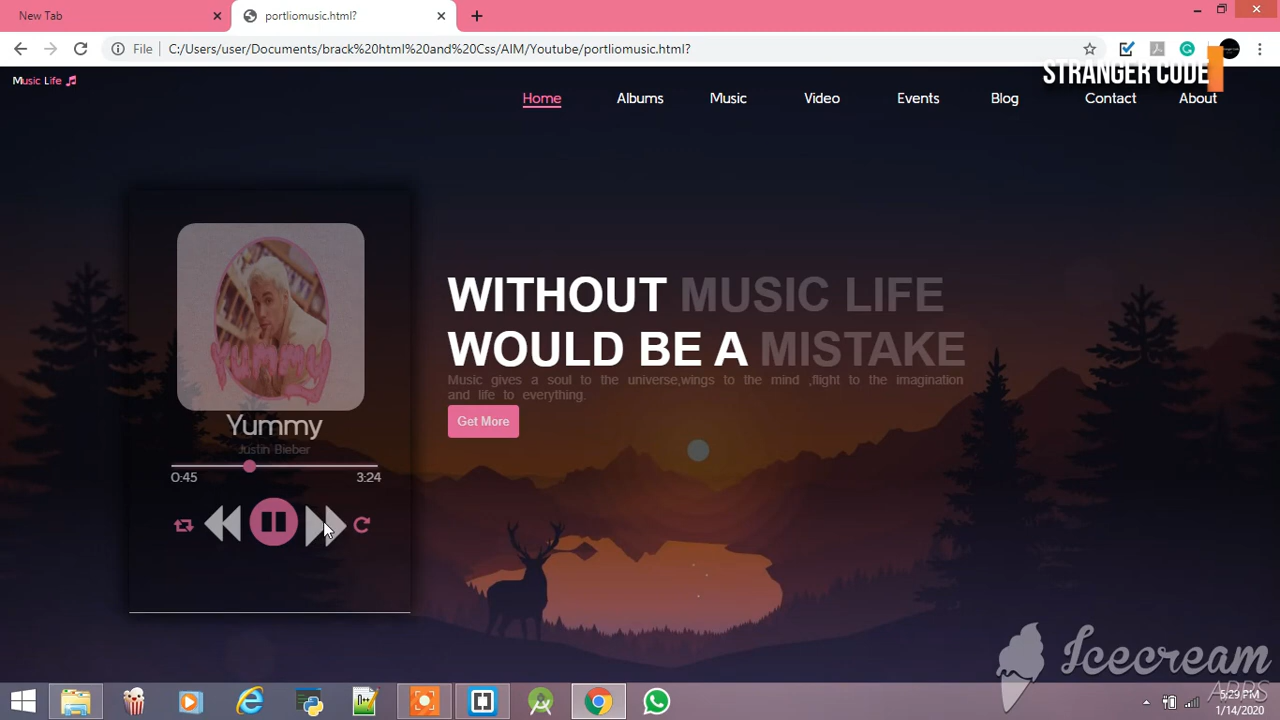 New Tab
portliomusic.html?
File
C:/Users/user/Documents/brack%20html%20and%20Css/AIM/Youtube/portliomusic.html?
STRANGER CODE
Music Life
Home Albums Music Video Events Blog Contact About
Yummy
Yummy
Justin Bieber
0:45 3:24
WITHOUT MUSIC LIFE
WOULD BE A MISTAKE
Music gives a soul to the universe,wings to the mind ,flight to the imagination
and life to everything.
Get More
Icecream
APPS
5:29 PM
1/14/2020